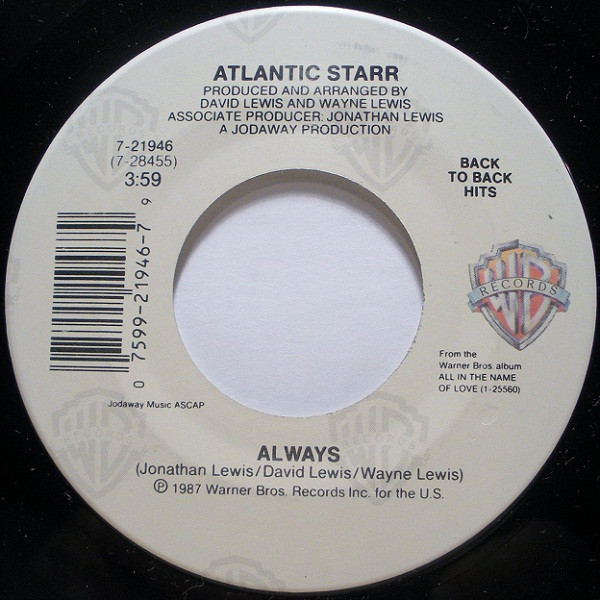 ATLANTIC STARR
PRODUCED AND ARRANGED BY
DAVID LEWIS AND WAYNE LEWIS
ASSOCIATE PRODUCER: JONATHAN LEWIS
A JODAWAY PRODUCTION
7-21946
(7-28455)
3:59
BACK
TO BACK
HITS
0 7599-21946-7 9
WB
RECORDS
From the
Warner Bros. album
ALL IN THE NAME
OF LOVE (1-25560)
Jodaway Music ASCAP
ALWAYS
(Jonathan Lewis/David Lewis/Wayne Lewis)
℗ 1987 Warner Bros. Records Inc. for the U.S.